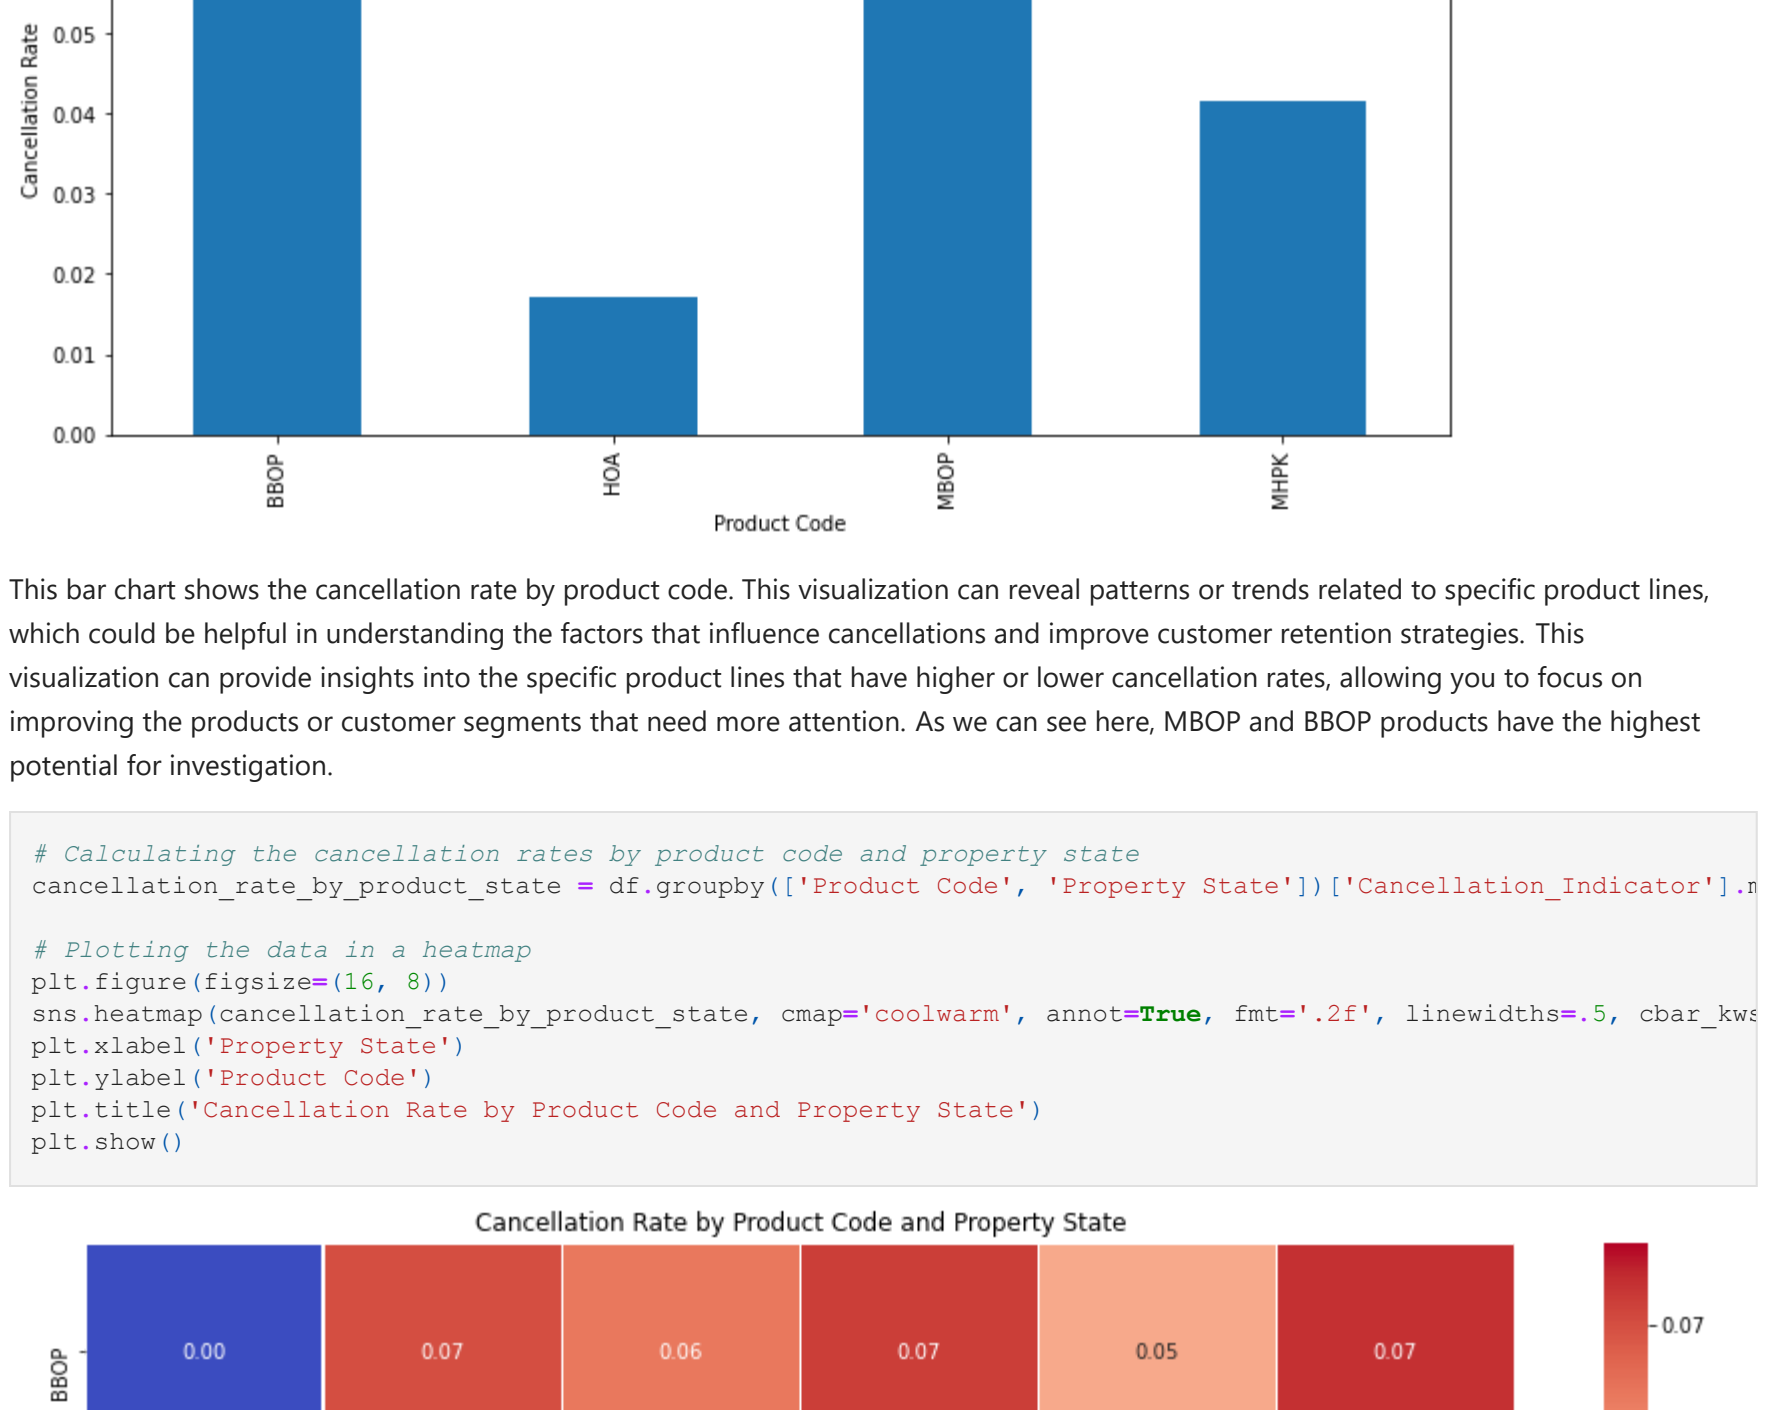 Cancellation Rate
0.05
0.04
0.03
0.02
0.01
0.00
BBOP
HOA
MBOP
MHPK
Product Code
This bar chart shows the cancellation rate by product code. This visualization can reveal patterns or trends related to specific product lines,
which could be helpful in understanding the factors that influence cancellations and improve customer retention strategies. This
visualization can provide insights into the specific product lines that have higher or lower cancellation rates, allowing you to focus on
improving the products or customer segments that need more attention. As we can see here, MBOP and BBOP products have the highest
potential for investigation.
# Calculating the cancellation rates by product code and property state
cancellation_rate_by_product_state = df.groupby(['Product Code', 'Property State'])['Cancellation_Indicator'].
# Plotting the data in a heatmap
plt.figure(figsize=(16, 8))
sns.heatmap(cancellation_rate_by_product_state, cmap='coolwarm', annot=True, fmt='.2f', linewidths=.5, cbar_kws
plt.xlabel('Property State')
plt.ylabel('Product Code')
plt.title('Cancellation Rate by Product Code and Property State')
plt.show()
Cancellation Rate by Product Code and Property State
BBOP
0.00
0.07
0.06
0.07
0.05
0.07
0.07